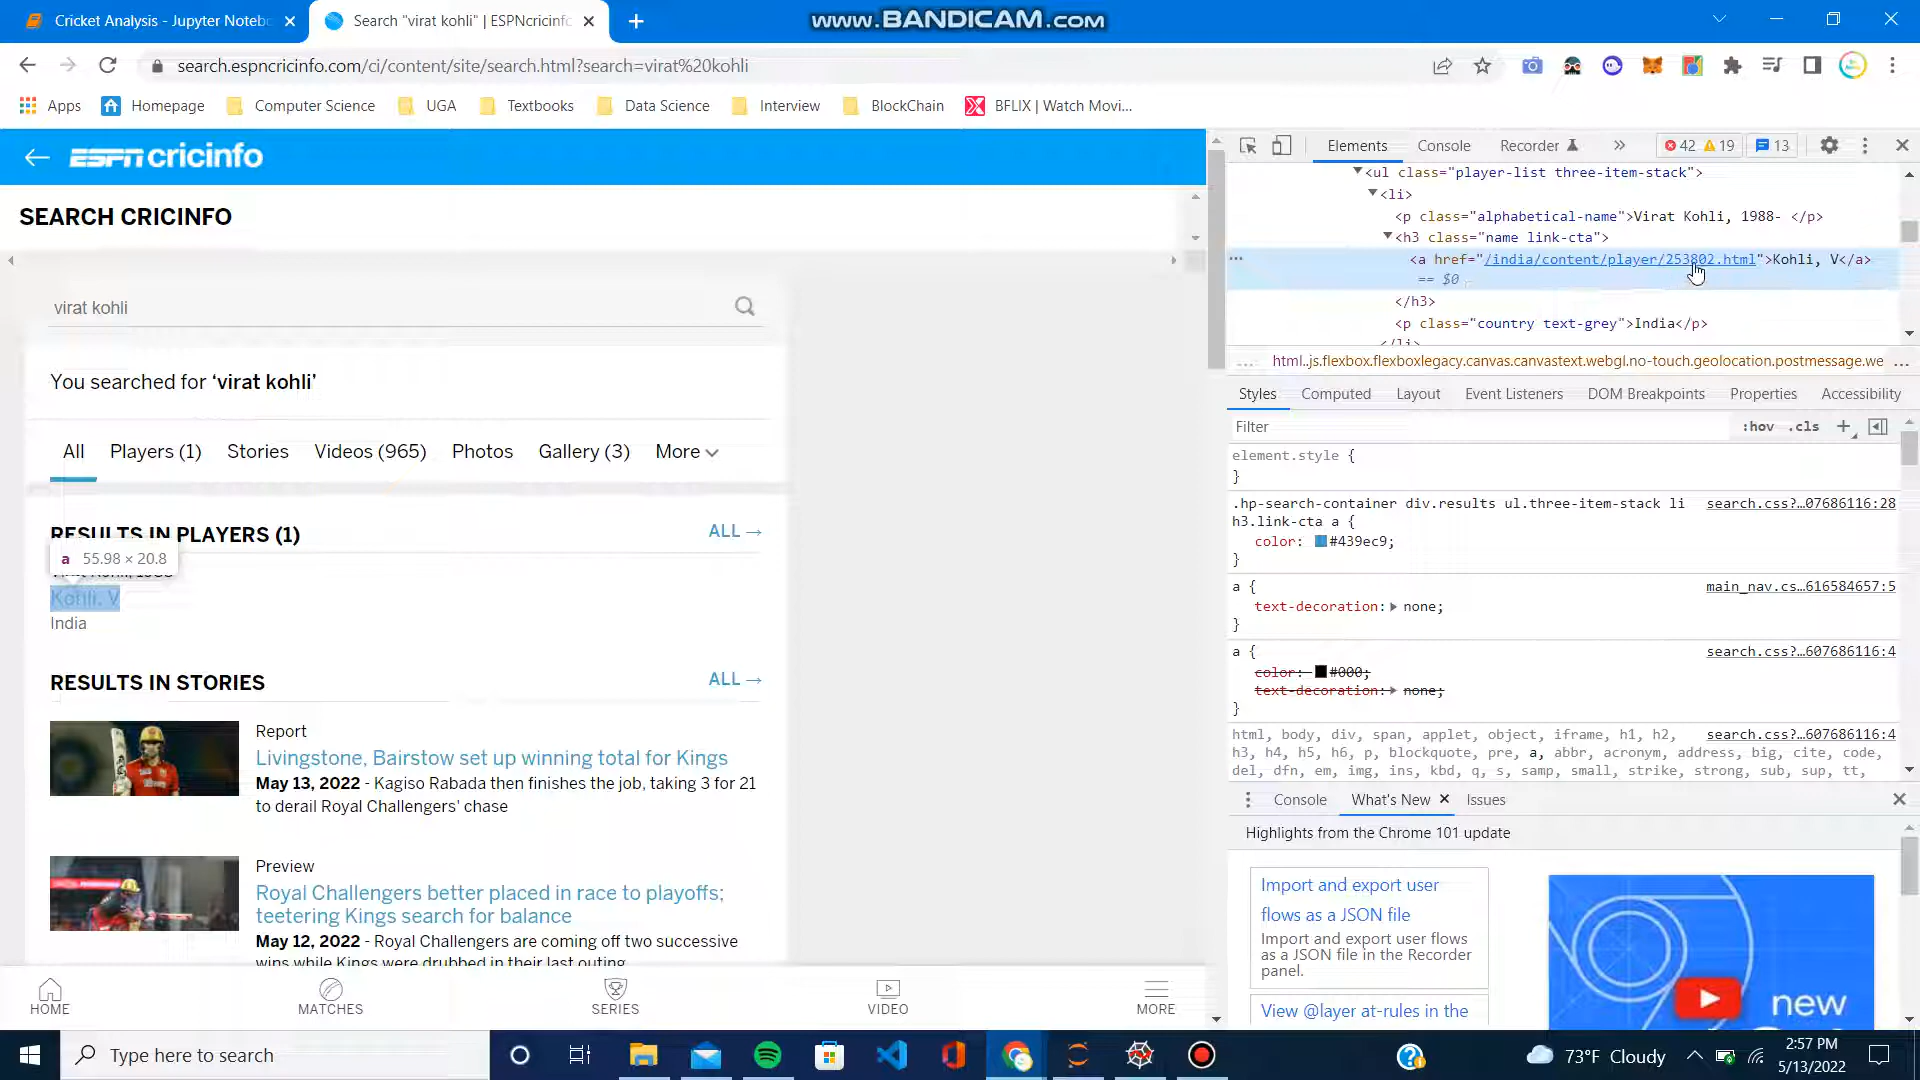 Cricket Analysis - Jupyter Noteb
Search "virat kohli" | ESPNcricinfo
www.BANDICAM.com
search.espncricinfo.com/ci/content/site/search.html?search=virat%20kohli
Apps
Homepage
Computer Science
UGA
Textbooks
Data Science
Interview
BlockChain
BFLIX | Watch Movi...
ESPN cricinfo
SEARCH CRICINFO
virat kohli
You searched for ‘virat kohli’
All
Players (1)
Stories
Videos (965)
Photos
Gallery (3)
More
RESULTS IN PLAYERS (1)
ALL →
a 55.98 × 20.8
Kohli, V
India
RESULTS IN STORIES
ALL →
Report
Livingstone, Bairstow set up winning total for Kings
May 13, 2022 - Kagiso Rabada then finishes the job, taking 3 for 21
to derail Royal Challengers' chase
Preview
Royal Challengers better placed in race to playoffs;
teetering Kings search for balance
May 12, 2022 - Royal Challengers are coming off two successive
wins while Kings were drubbed in their last outing
HOME
MATCHES
SERIES
VIDEO
MORE
Elements
Console
Recorder
»
42
19
13
<ul class="player-list three-item-stack">
<li>
<p class="alphabetical-name">Virat Kohli, 1988- </p>
<h3 class="name link-cta">
<a href="/india/content/player/253802.html">Kohli, V</a>
== $0
</h3>
<p class="country text-grey">India</p>
</li>
... html..js.flexbox.flexboxlegacy.canvas.canvastext.webgl.no-touch.geolocation.postmessage.we ...
Styles
Computed
Layout
Event Listeners
DOM Breakpoints
Properties
Accessibility
Filter
:hov
.cls
+
element.style {
}
.hp-search-container div.results ul.three-item-stack li
search.css?…07686116:28
h3.link-cta a {
color: #439ec9;
}
a {
main_nav.cs…616584657:5
text-decoration: none;
}
a {
search.css?…607686116:4
color: #000;
text-decoration: none;
}
html, body, div, span, applet, object, iframe, h1, h2,
search.css?…607686116:4
h3, h4, h5, h6, p, blockquote, pre, a, abbr, acronym, address, big, cite, code,
del, dfn, em, img, ins, kbd, q, s, samp, small, strike, strong, sub, sup, tt,
Console
What's New
Issues
Highlights from the Chrome 101 update
Import and export user
flows as a JSON file
Import and export user flows
as a JSON file in the Recorder
panel.
View @layer at-rules in the
new
Type here to search
73°F Cloudy
2:57 PM
5/13/2022